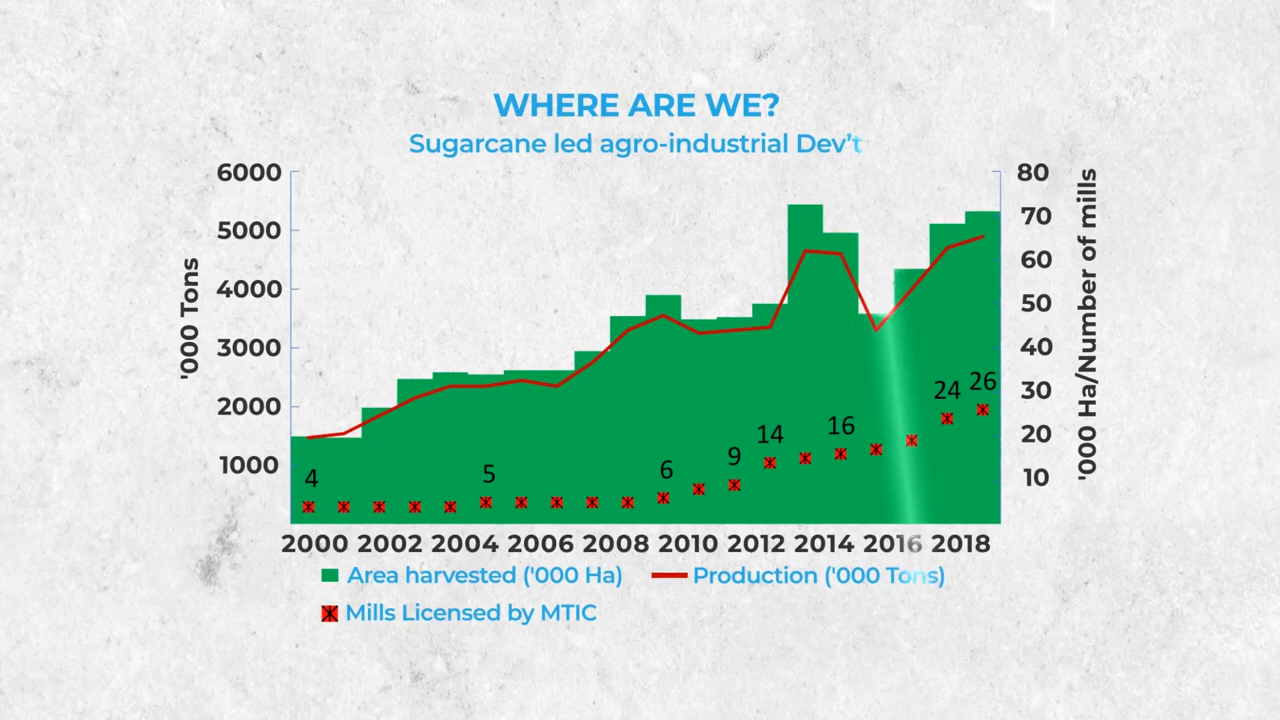 WHERE ARE WE?
Sugarcane led agro-industrial Dev't
6000
5000
4000
3000
2000
1000
'000 Tons
80
70
60
50
40
30
20
10
'000 Ha/Number of mills
4
5
6
9
14
16
24
26
2000 2002 2004 2006 2008 2010 2012 2014 2016 2018
Area harvested ('000 Ha)
Production ('000 Tons)
Mills Licensed by MTIC